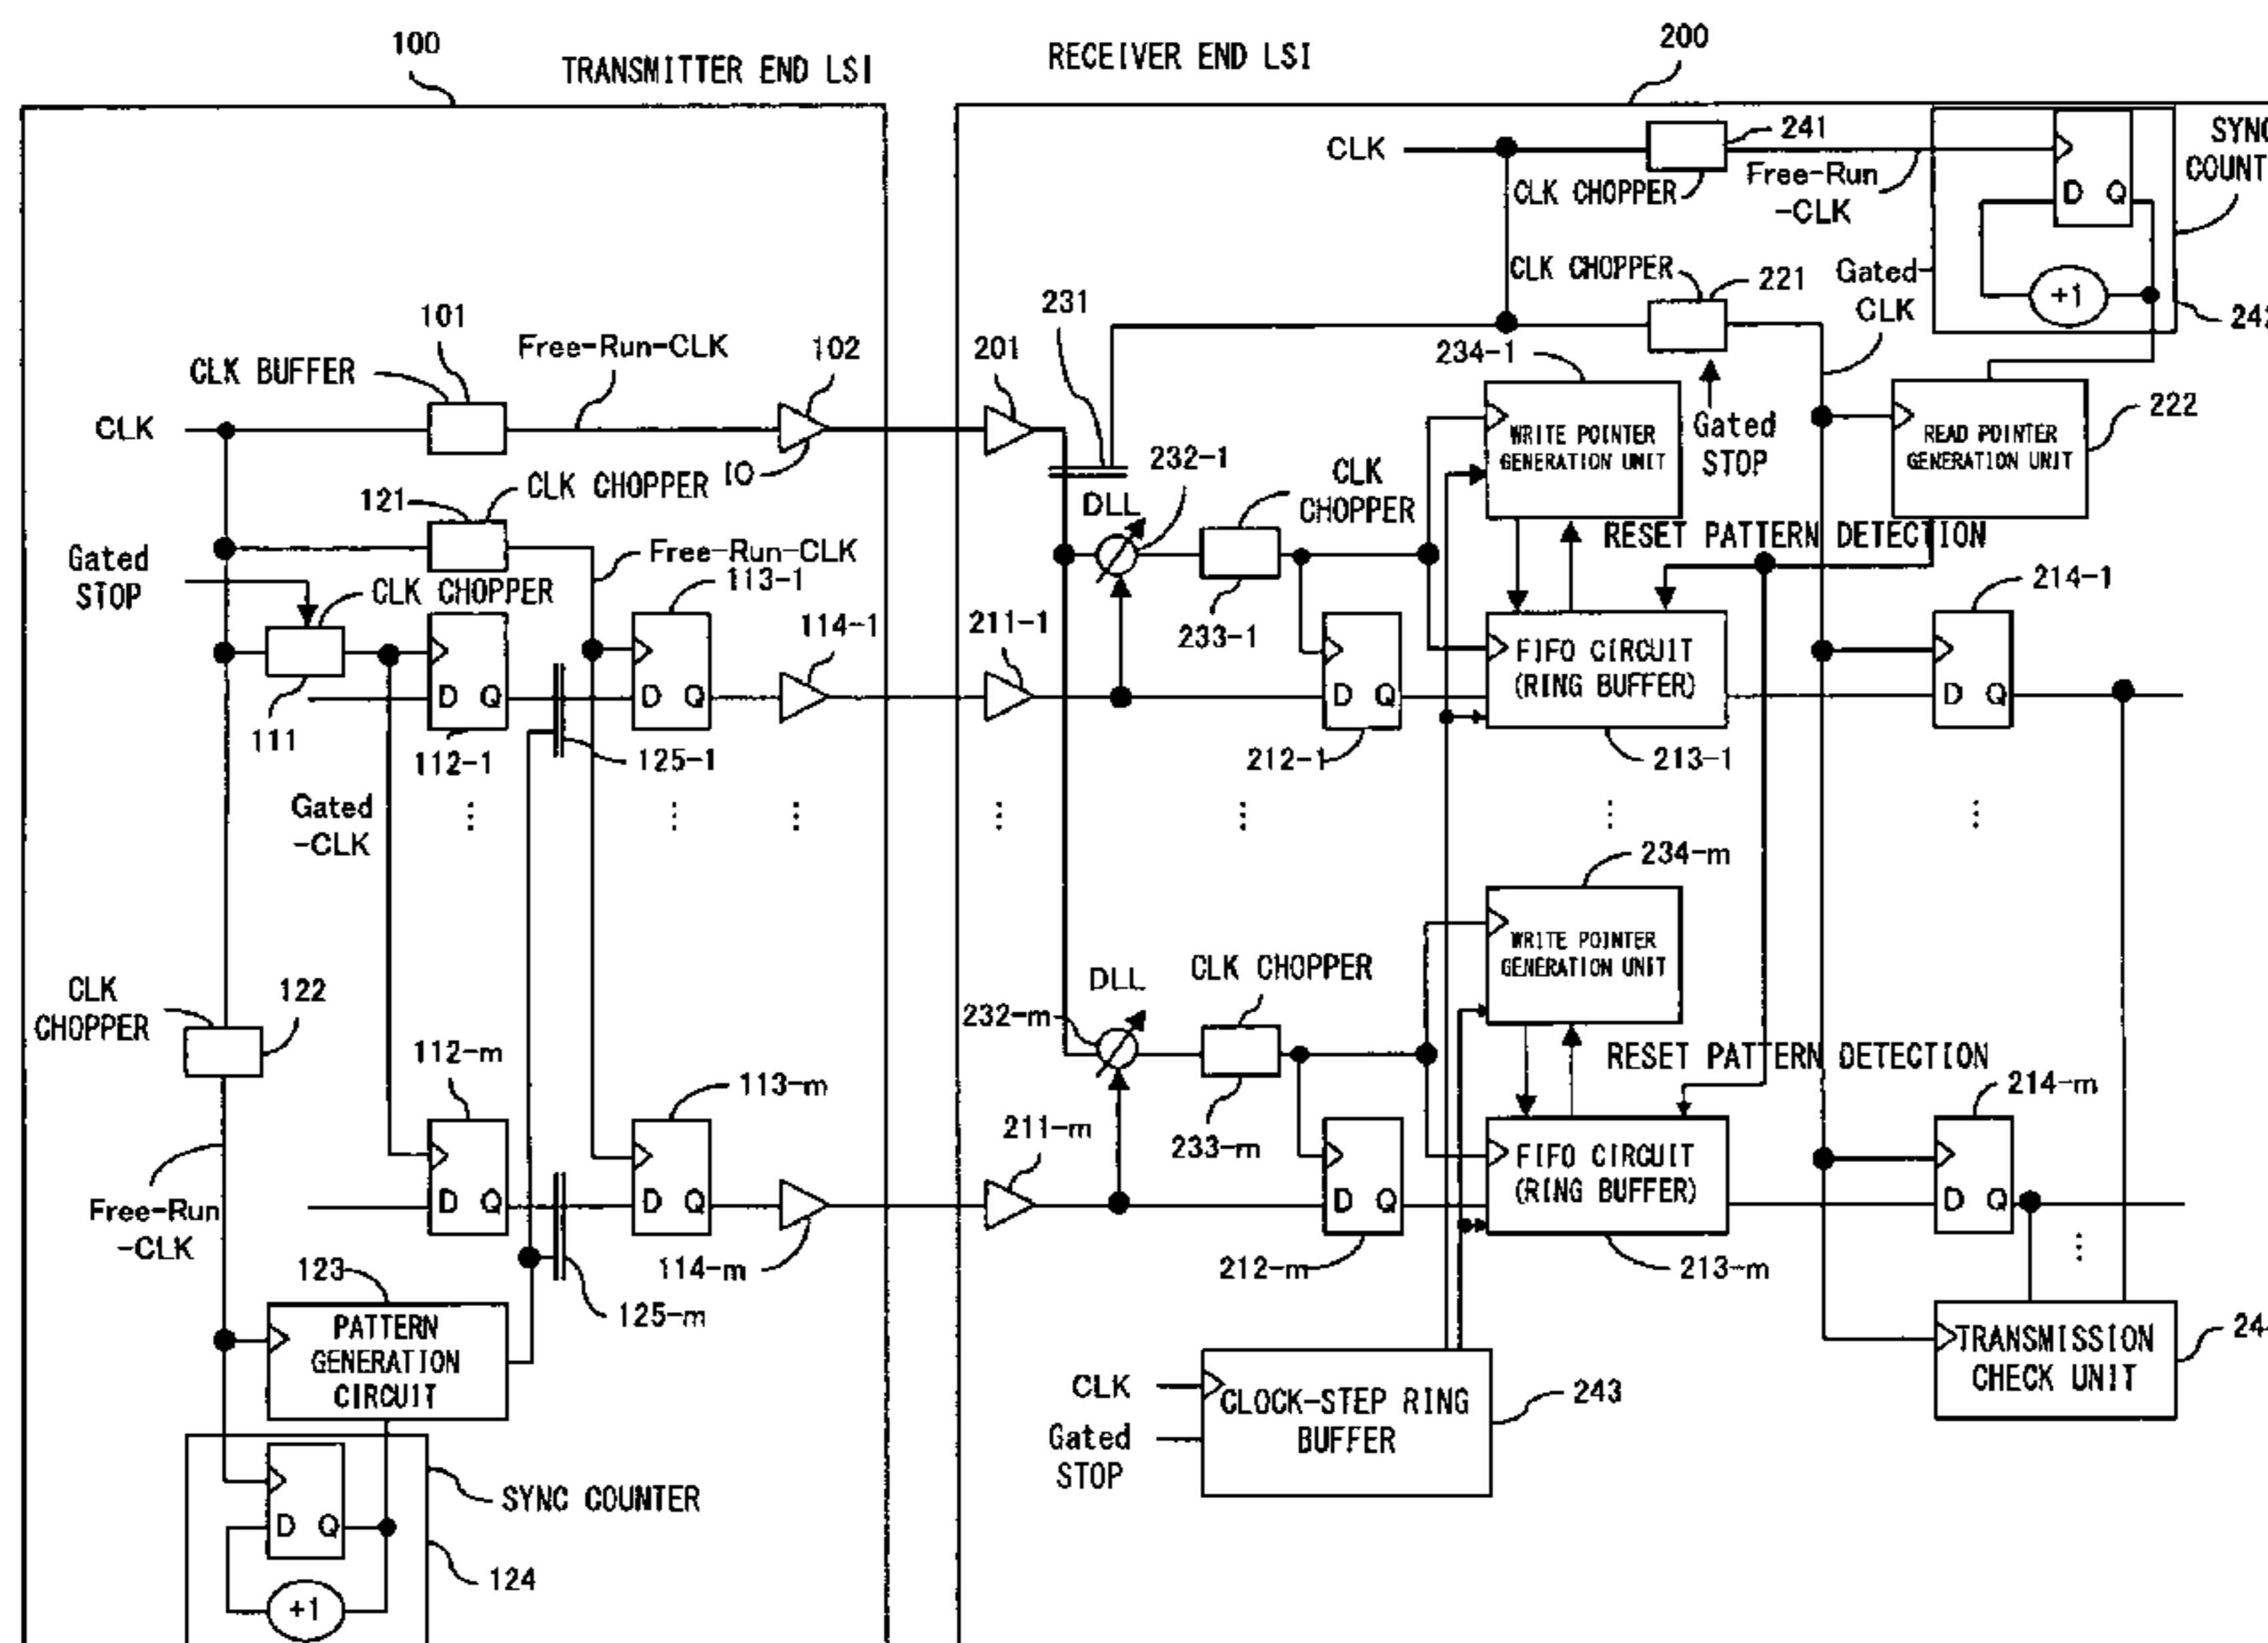 100
TRANSMITTER END LSI
RECEIVER END LSI
200
CLK
241
CLK CHOPPER
Free-Run
-CLK
D Q
+1
SYNC
COUNT
CLK CHOPPER
221
Gated
CLK
231
101
Free-Run-CLK
102
201
234-1
CLK BUFFER
CLK
IO
WRITE POINTER
GENERATION UNIT
Gated
STOP
READ POINTER
GENERATION UNIT
222
232-1
DLL
CLK
CHOPPER
121
CLK CHOPPER
Free-Run-CLK
RESET PATTERN DETECTION
Gated
STOP
CLK CHOPPER
113-1
114-1
211-1
233-1
214-1
D Q
D Q
D Q
FIFO CIRCUIT
(RING BUFFER)
D Q
111
112-1
125-1
212-1
213-1
Gated
-CLK
234-m
WRITE POINTER
GENERATION UNIT
CLK
CHOPPER
122
DLL
CLK CHOPPER
232-m
112-m
113-m
RESET PATTERN DETECTION
214-m
211-m
233-m
D Q
D Q
D Q
FIFO CIRCUIT
(RING BUFFER)
D Q
Free-Run
-CLK
123
114-m
212-m
213-m
125-m
PATTERN
GENERATION
CIRCUIT
TRANSMISSION
CHECK UNIT
CLK
Gated
STOP
CLOCK-STEP RING
BUFFER
243
D Q
SYNC COUNTER
124
+1